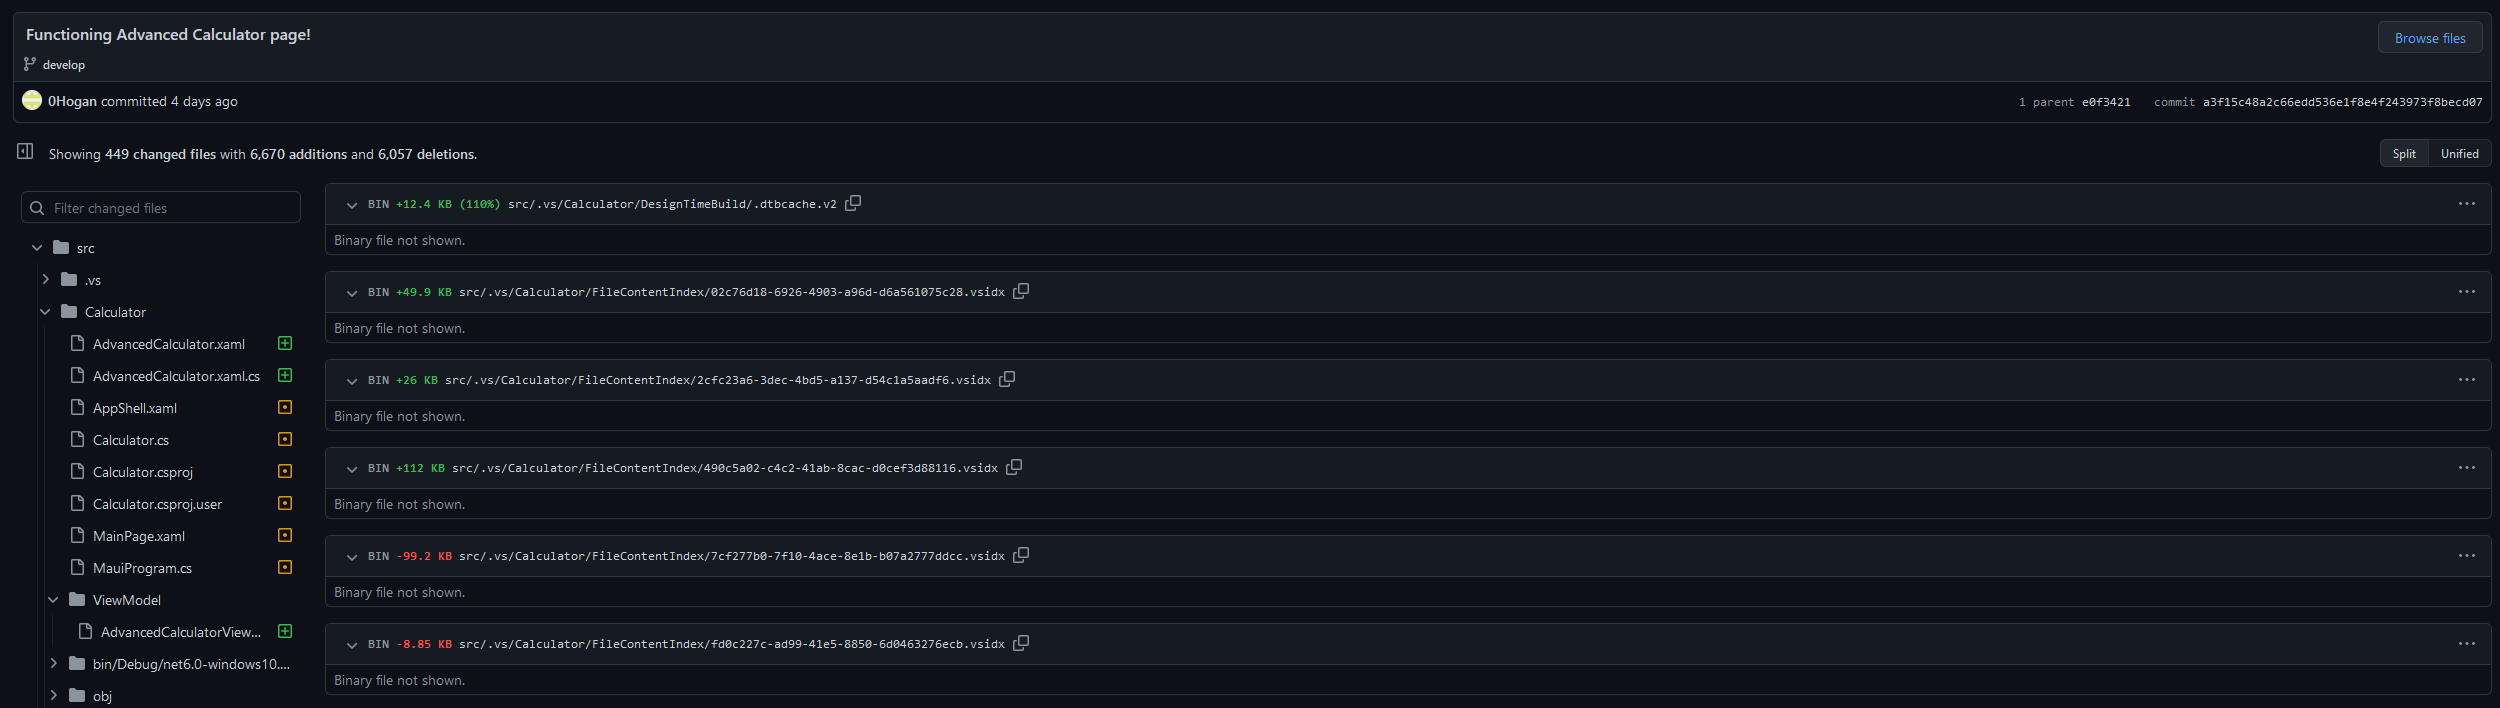 Functioning Advanced Calculator page!
Browse files
develop
0Hogan committed 4 days ago
1 parent e0f3421 commit a3f15c48a2c66edd536e1f8e4f243973f8becd07
Showing 449 changed files with 6,670 additions and 6,057 deletions.
Split Unified
Filter changed files
src
.vs
Calculator
AdvancedCalculator.xaml
AdvancedCalculator.xaml.cs
AppShell.xaml
Calculator.cs
Calculator.csproj
Calculator.csproj.user
MainPage.xaml
MauiProgram.cs
ViewModel
AdvancedCalculatorView...
bin/Debug/net6.0-windows10....
obj
BIN +12.4 KB (110%) src/.vs/Calculator/DesignTimeBuild/.dtbcache.v2
Binary file not shown.
BIN +49.9 KB src/.vs/Calculator/FileContentIndex/02c76d18-6926-4903-a96d-d6a561075c28.vsidx
Binary file not shown.
BIN +26 KB src/.vs/Calculator/FileContentIndex/2cfc23a6-3dec-4bd5-a137-d54c1a5aadf6.vsidx
Binary file not shown.
BIN +112 KB src/.vs/Calculator/FileContentIndex/490c5a02-c4c2-41ab-8cac-d0cef3d88116.vsidx
Binary file not shown.
BIN -99.2 KB src/.vs/Calculator/FileContentIndex/7cf277b0-7f10-4ace-8e1b-b07a2777ddcc.vsidx
Binary file not shown.
BIN -8.85 KB src/.vs/Calculator/FileContentIndex/fd0c227c-ad99-41e5-8850-6d0463276ecb.vsidx
Binary file not shown.